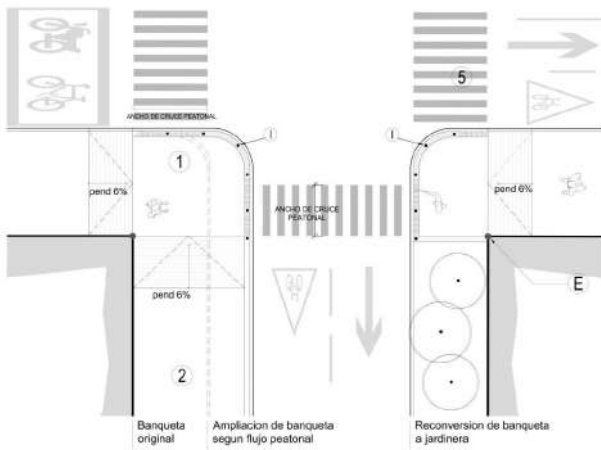 ANCHO DE CRUCE PEATONAL
5
1
I
I
pend 6%
pend 6%
ANCHO DE CRUCE
PEATONAL
E
pend 6%
2
Banqueta
original
Ampliacion de banqueta
segun flujo peatonal
Reconversion de banqueta
a jardinera